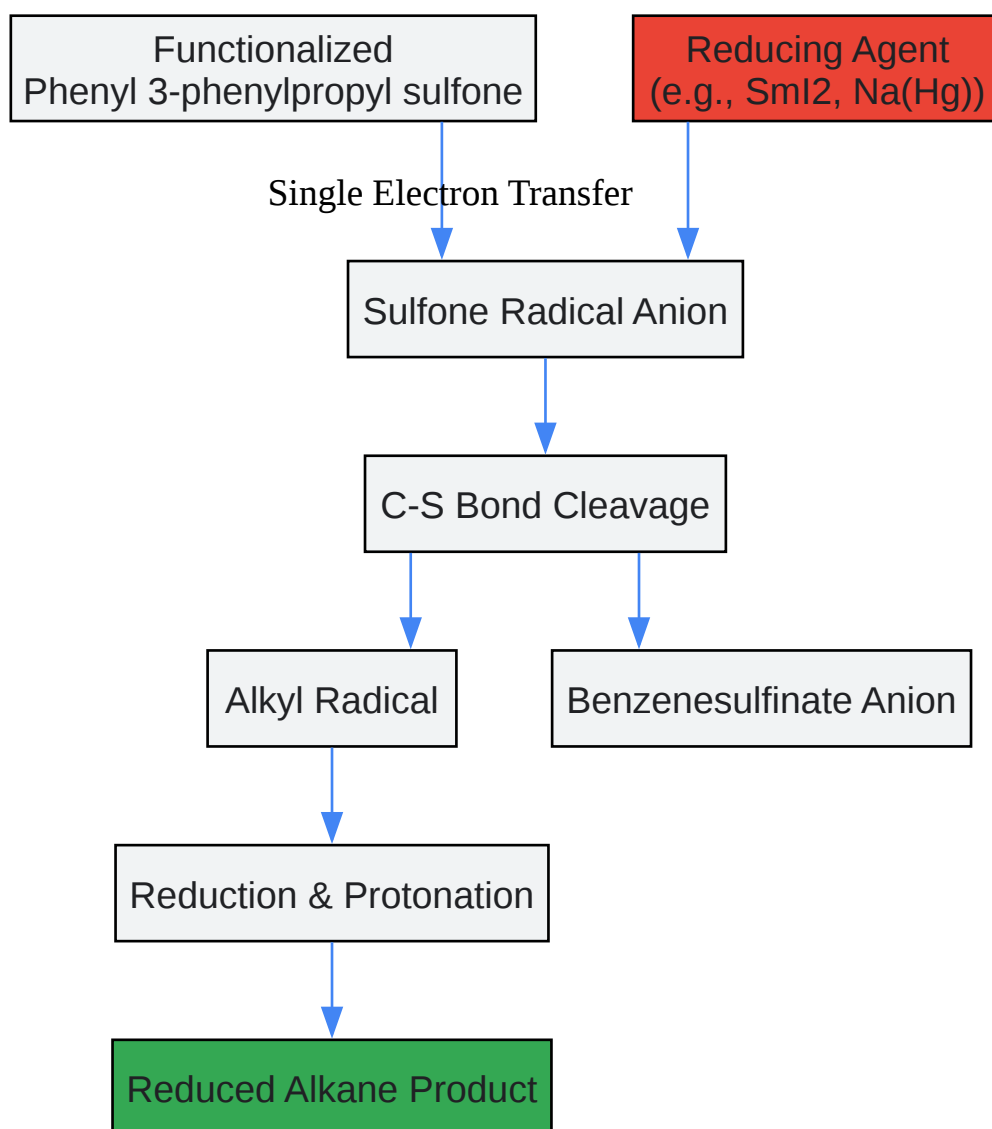 Functionalized
Phenyl 3-phenylpropyl sulfone
Reducing Agent
(e.g., SmI2, Na(Hg))
Single Electron Transfer
Sulfone Radical Anion
C-S Bond Cleavage
Alkyl Radical
Benzenesulfinate Anion
Reduction & Protonation
Reduced Alkane Product